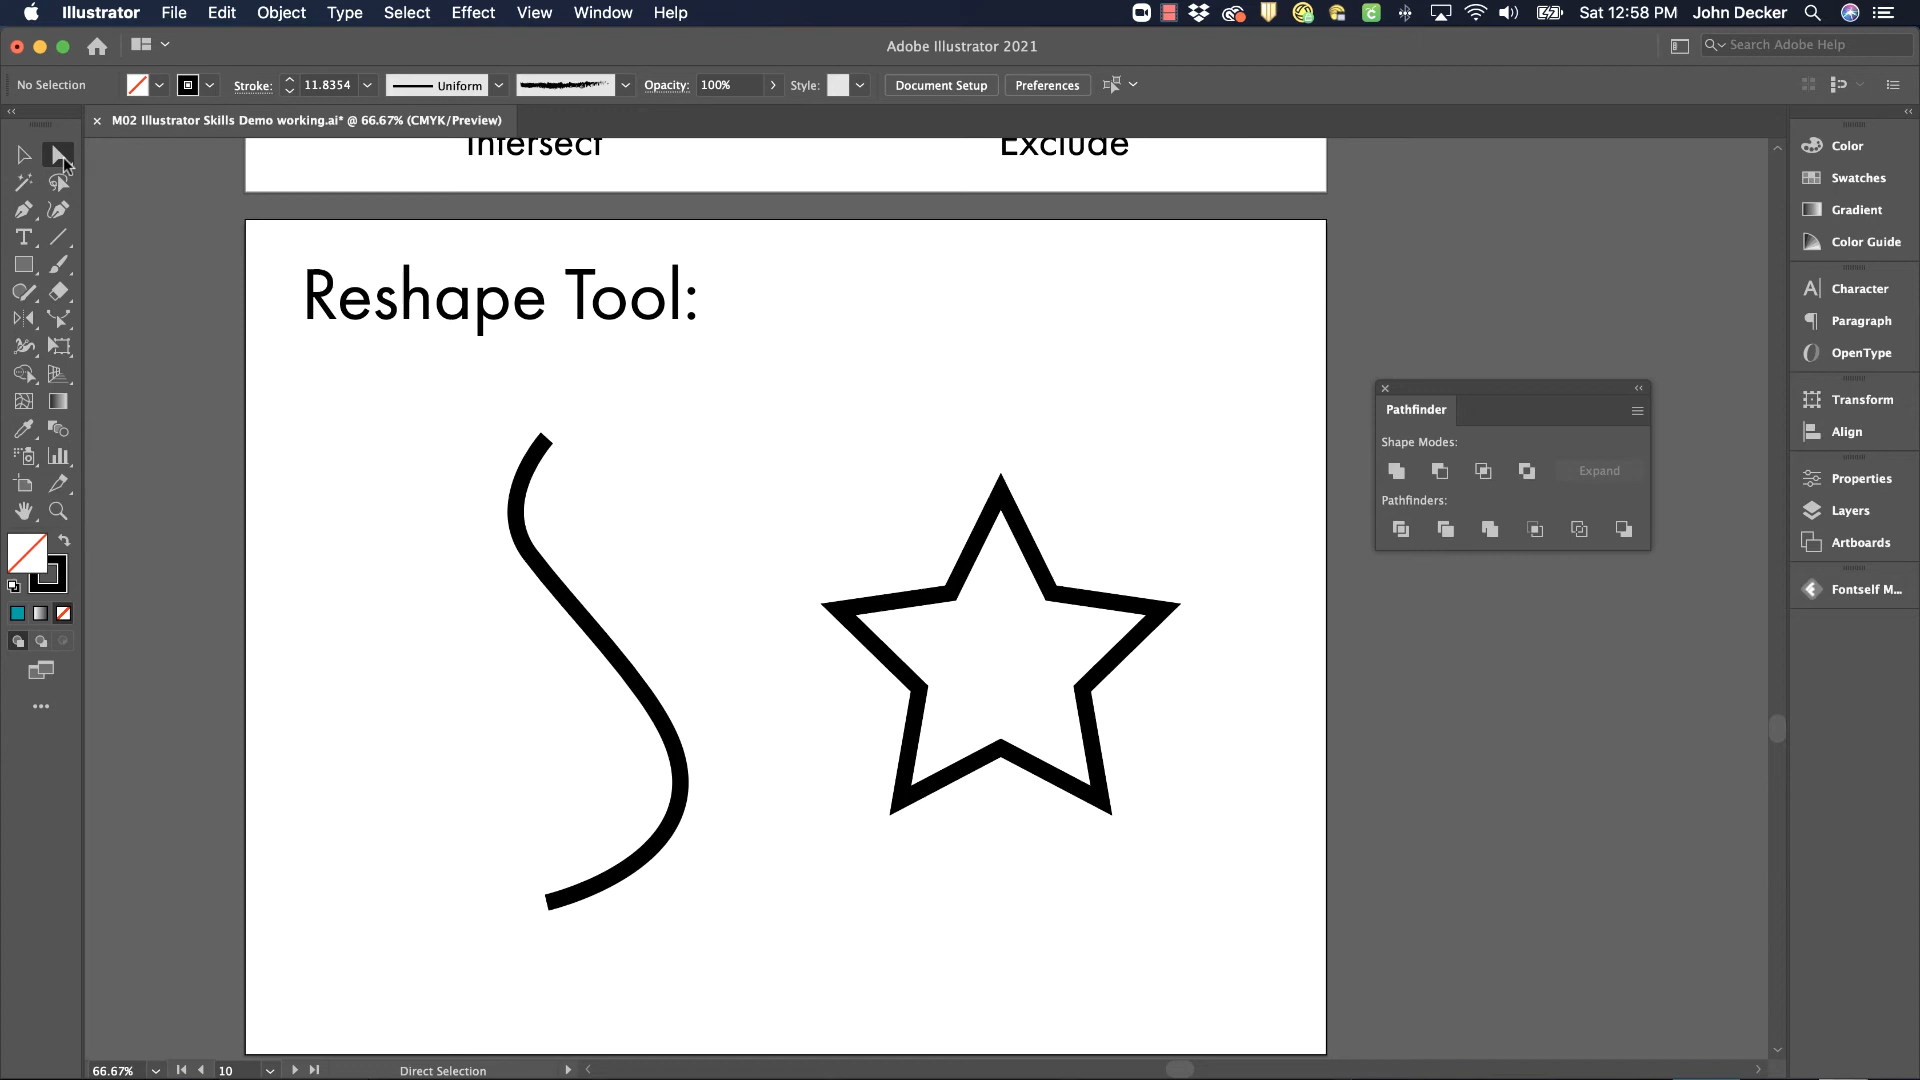 Illustrator File Edit Object Type Select Effect View Window Help Sat 12:58 PM John Decker
Adobe Illustrator 2021 Search Adobe Help
No Selection Stroke: 11.8354 Uniform Opacity: 100% Style: Document Setup Preferences
M02 Illustrator Skills Demo working.ai* @ 66.67% (CMYK/Preview)
Intersect Exclude
Reshape Tool:
Pathfinder
Shape Modes:
Expand
Pathfinders:
Color
Swatches
Gradient
Color Guide
Character
Paragraph
OpenType
Transform
Align
Properties
Layers
Artboards
Fontself M...
66.67% 10 Direct Selection